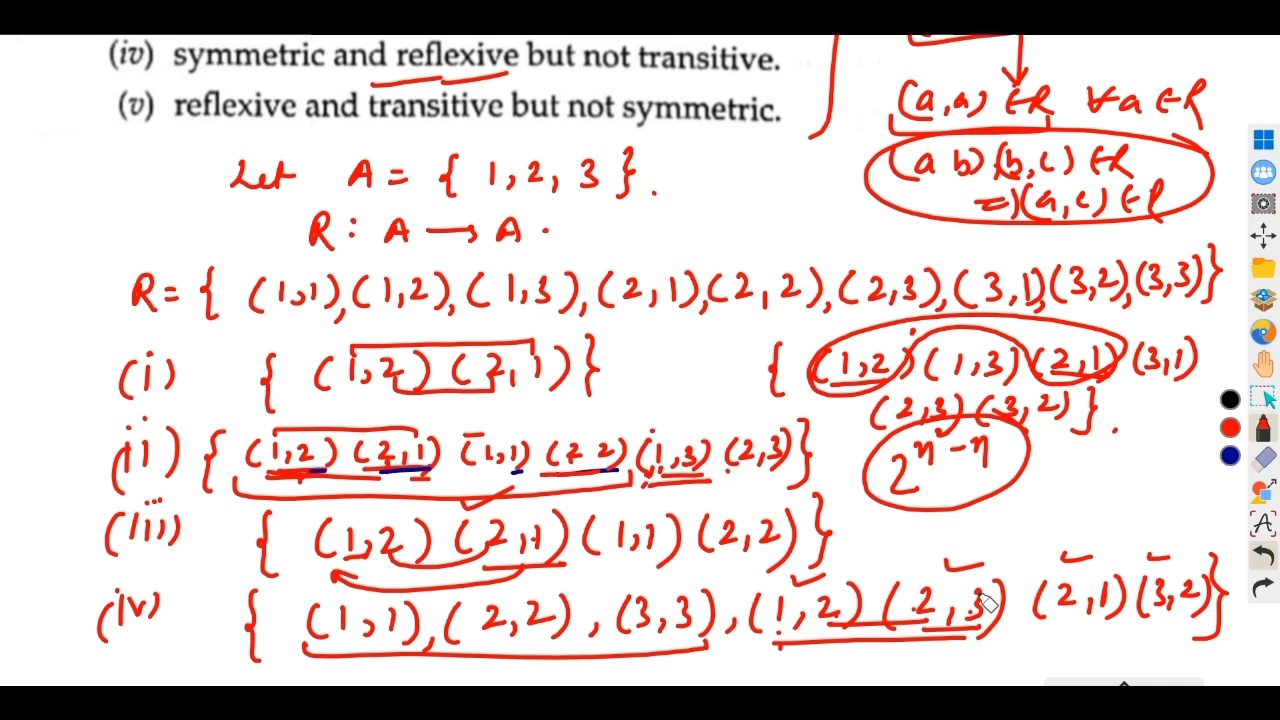 (iv) symmetric and reflexive but not transitive.
(v) reflexive and transitive but not symmetric.
(a,a) ∈ R ∀ a ∈ R
(a b) (b, c) ∈ R
=) (a, c) ∈ R
Let A = { 1, 2, 3 }.
R : A → A .
R = { (1,1), (1,2), (1,3), (2,1), (2,2), (2,3), (3,1), (3,2), (3,3) }
(i) { (1,2) (2,1) }
{ (1,2) (1,3) (2,1) (3,1)
(2,3) (3,2) }.
(ii) { (1,2) (2,1) (1,1) (2 2) (1,3) (2,3) }
2^n - n
(iii) { (1,2) (2,1) (1,1) (2,2) }
(iv) { (1,1), (2,2), (3,3), (1,2) (2,3) (2,1) (3,2) }